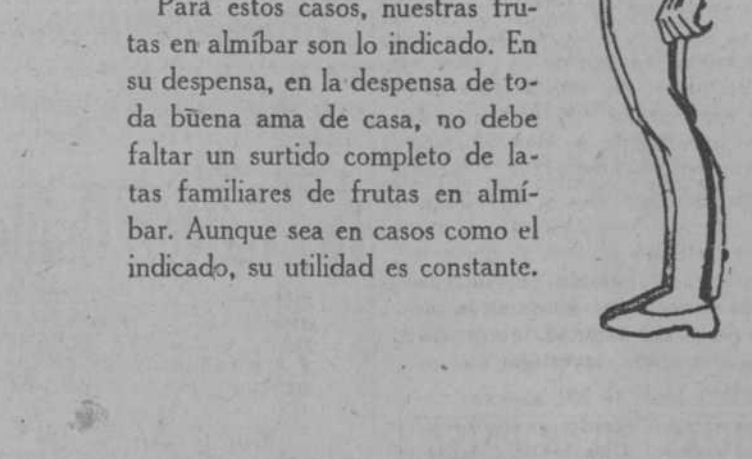 Para estos casos, nuestras fru-
tas en almíbar son lo indicado. En
su despensa, en la despensa de to-
da buena ama de casa, no debe
faltar un surtido completo de la-
tas familiares de frutas en almí-
bar. Aunque sea en casos como el
indicado, su utilidad es constante.